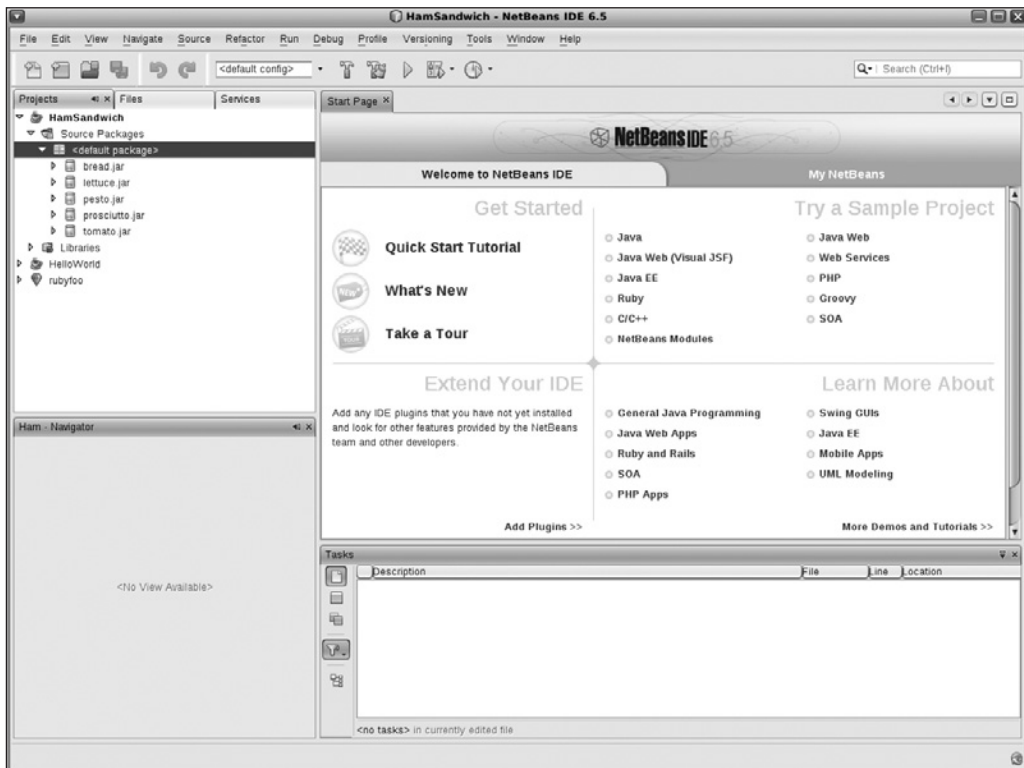 HamSandwich - NetBeans IDE 6.5
File Edit View Navigate Source Refactor Run Debug Profile Versioning Tools Window Help
<default config>
Search (Ctrl+I)
Projects Files Services
HamSandwich
Source Packages
<default package>
bread.jar
lettuce.jar
pesto.jar
prosciutto.jar
tomato.jar
Libraries
HelloWorld
rubyfoo
Ham - Navigator
<No View Available>
Start Page
NetBeans IDE 6.5
Welcome to NetBeans IDE
My NetBeans
Get Started
Quick Start Tutorial
What's New
Take a Tour
Try a Sample Project
Java
Java Web (Visual JSF)
Java EE
Ruby
C/C++
NetBeans Modules
Java Web
Web Services
PHP
Groovy
SOA
Extend Your IDE
Add any IDE plugins that you have not yet installed
and look for other features provided by the NetBeans
team and other developers.
Add Plugins >>
Learn More About
General Java Programming
Java Web Apps
Ruby and Rails
SOA
PHP Apps
Swing GUIs
Java EE
Mobile Apps
UML Modeling
More Demos and Tutorials >>
Tasks
Description File Line Location
<no tasks> in currently edited file